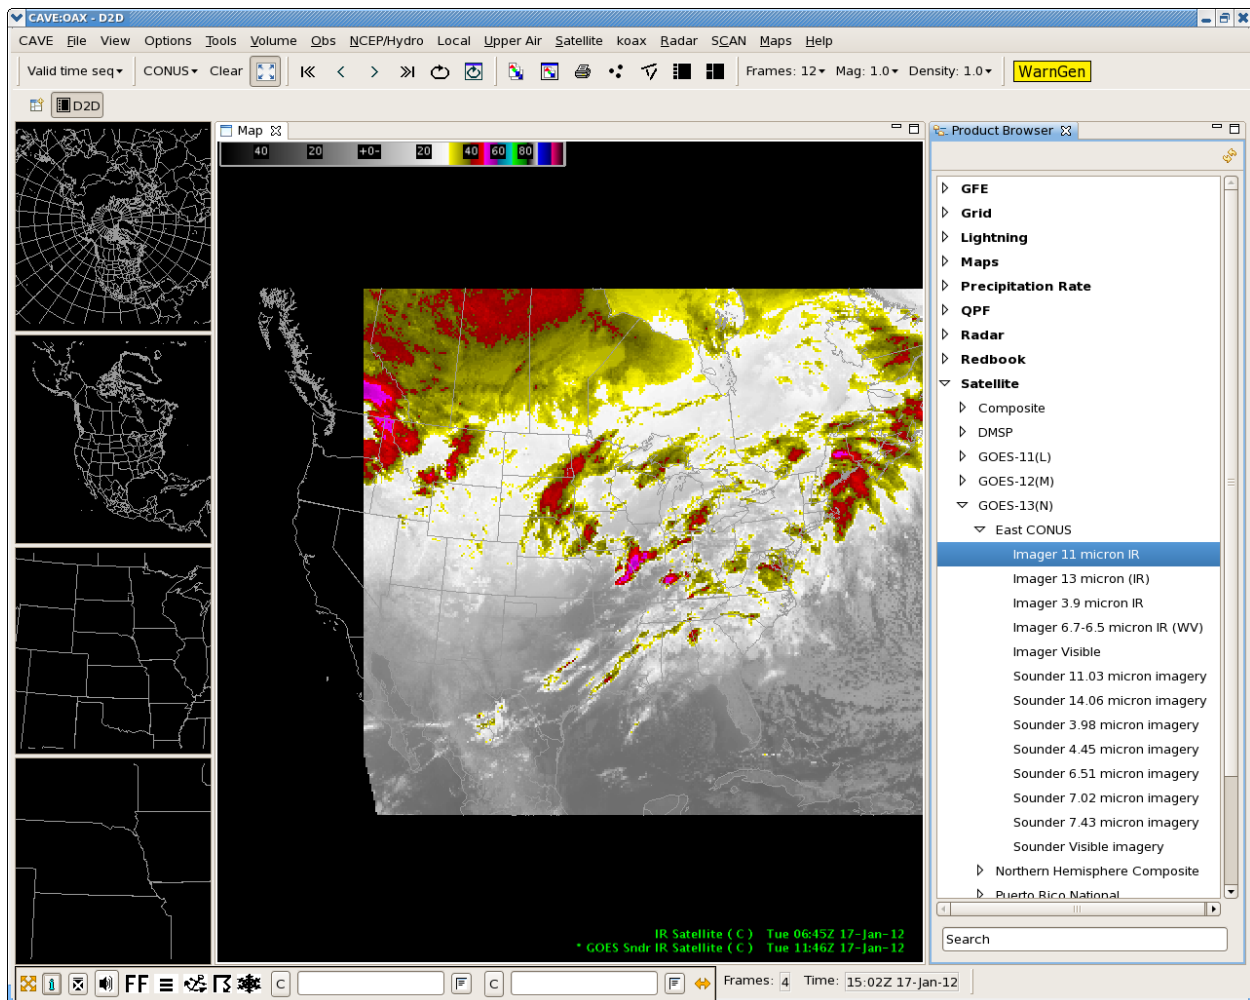 CAVE:OAX - D2D
CAVE File View Options Tools Volume Obs NCEP/Hydro Local Upper Air Satellite koax Radar SCAN Maps Help
Valid time seq CONUS Clear Frames: 12 Mag: 1.0 Density: 1.0 WarnGen
D2D
Map
Product Browser
40 20 +0- 20 40 60 80
GFE
Grid
Lightning
Maps
Precipitation Rate
QPF
Radar
Redbook
Satellite
Composite
DMSP
GOES-11(L)
GOES-12(M)
GOES-13(N)
East CONUS
Imager 11 micron IR
Imager 13 micron (IR)
Imager 3.9 micron IR
Imager 6.7-6.5 micron IR (WV)
Imager Visible
Sounder 11.03 micron imagery
Sounder 14.06 micron imagery
Sounder 3.98 micron imagery
Sounder 4.45 micron imagery
Sounder 6.51 micron imagery
Sounder 7.02 micron imagery
Sounder 7.43 micron imagery
Sounder Visible imagery
Northern Hemisphere Composite
Puerto Rico National
Search
IR Satellite ( C ) Tue 06:45Z 17-Jan-12
* GOES Sndr IR Satellite ( C ) Tue 11:46Z 17-Jan-12
FF C C Frames: 4 Time: 15:02Z 17-Jan-12